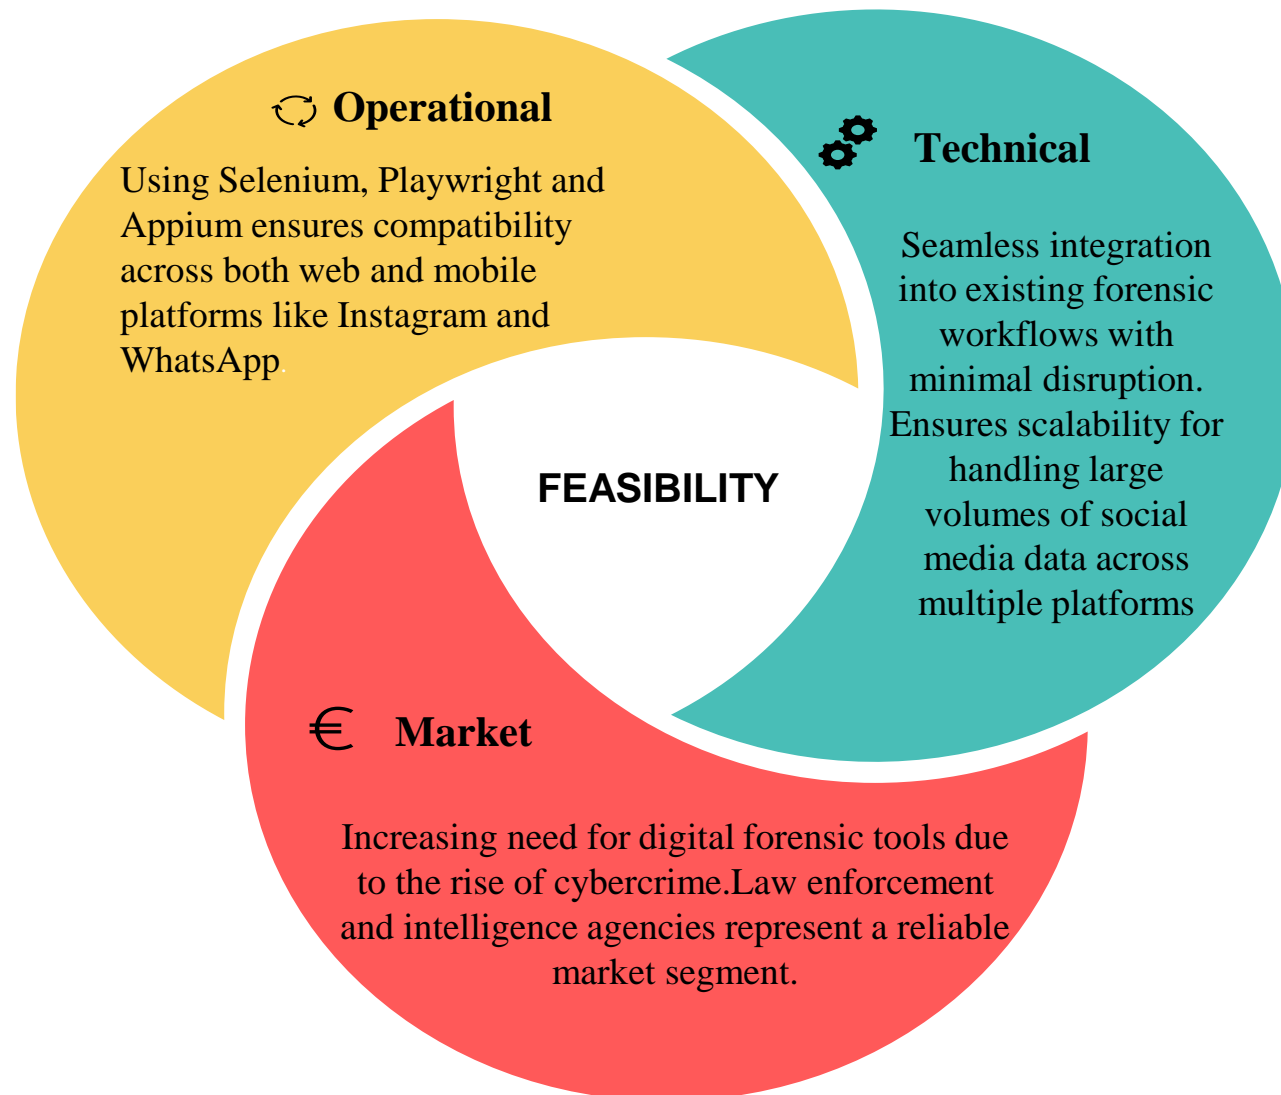 Operational
Using Selenium, Playwright and
Appium ensures compatibility
across both web and mobile
platforms like Instagram and
WhatsApp.
Technical
Seamless integration
into existing forensic
workflows with
minimal disruption.
Ensures scalability for
handling large
volumes of social
media data across
multiple platforms
FEASIBILITY
€ Market
Increasing need for digital forensic tools due
to the rise of cybercrime.Law enforcement
and intelligence agencies represent a reliable
market segment.